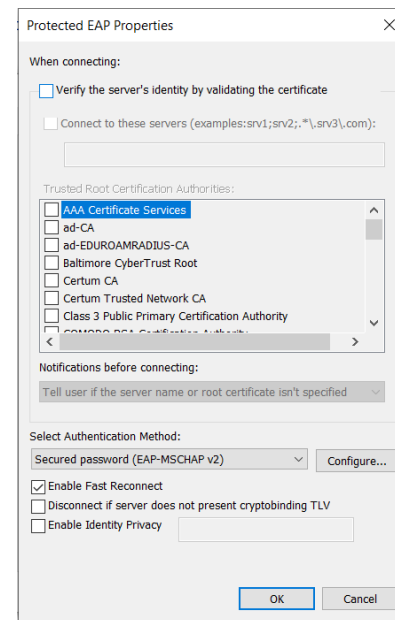 Protected EAP Properties
When connecting:
Verify the server's identity by validating the certificate
Connect to these servers (examples:srv1;srv2;.*\.srv3\.com):
Trusted Root Certification Authorities:
AAA Certificate Services
ad-CA
ad-EDUROAMRADIUS-CA
Baltimore CyberTrust Root
Certum CA
Certum Trusted Network CA
Class 3 Public Primary Certification Authority
COMODO RSA Certification Authority
Notifications before connecting:
Tell user if the server name or root certificate isn't specified
Select Authentication Method:
Secured password (EAP-MSCHAP v2)
Configure...
Enable Fast Reconnect
Disconnect if server does not present cryptobinding TLV
Enable Identity Privacy
OK
Cancel